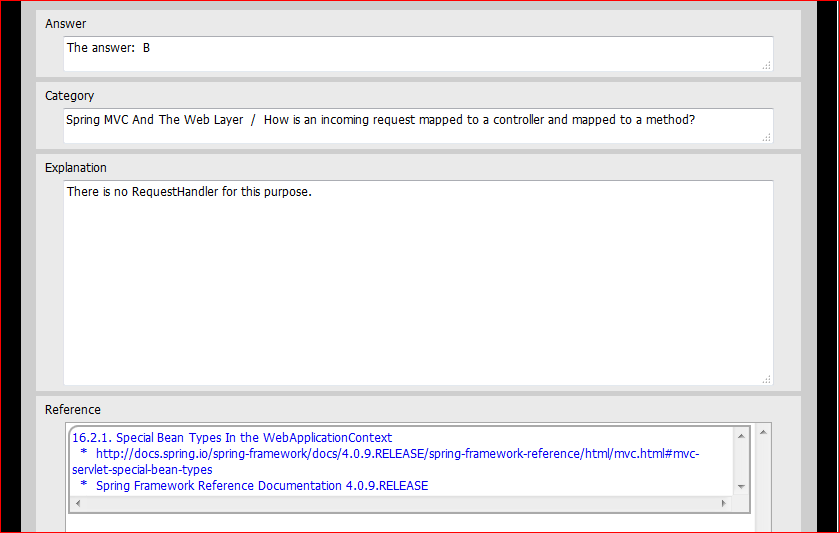 Answer
The answer:  B
Category
Spring MVC And The Web Layer  /  How is an incoming request mapped to a controller and mapped to a method?
Explanation
There is no RequestHandler for this purpose.
Reference
16.2.1. Special Bean Types In the WebApplicationContext
*  http://docs.spring.io/spring-framework/docs/4.0.9.RELEASE/spring-framework-reference/html/mvc.html#mvc-
servlet-special-bean-types
*  Spring Framework Reference Documentation 4.0.9.RELEASE